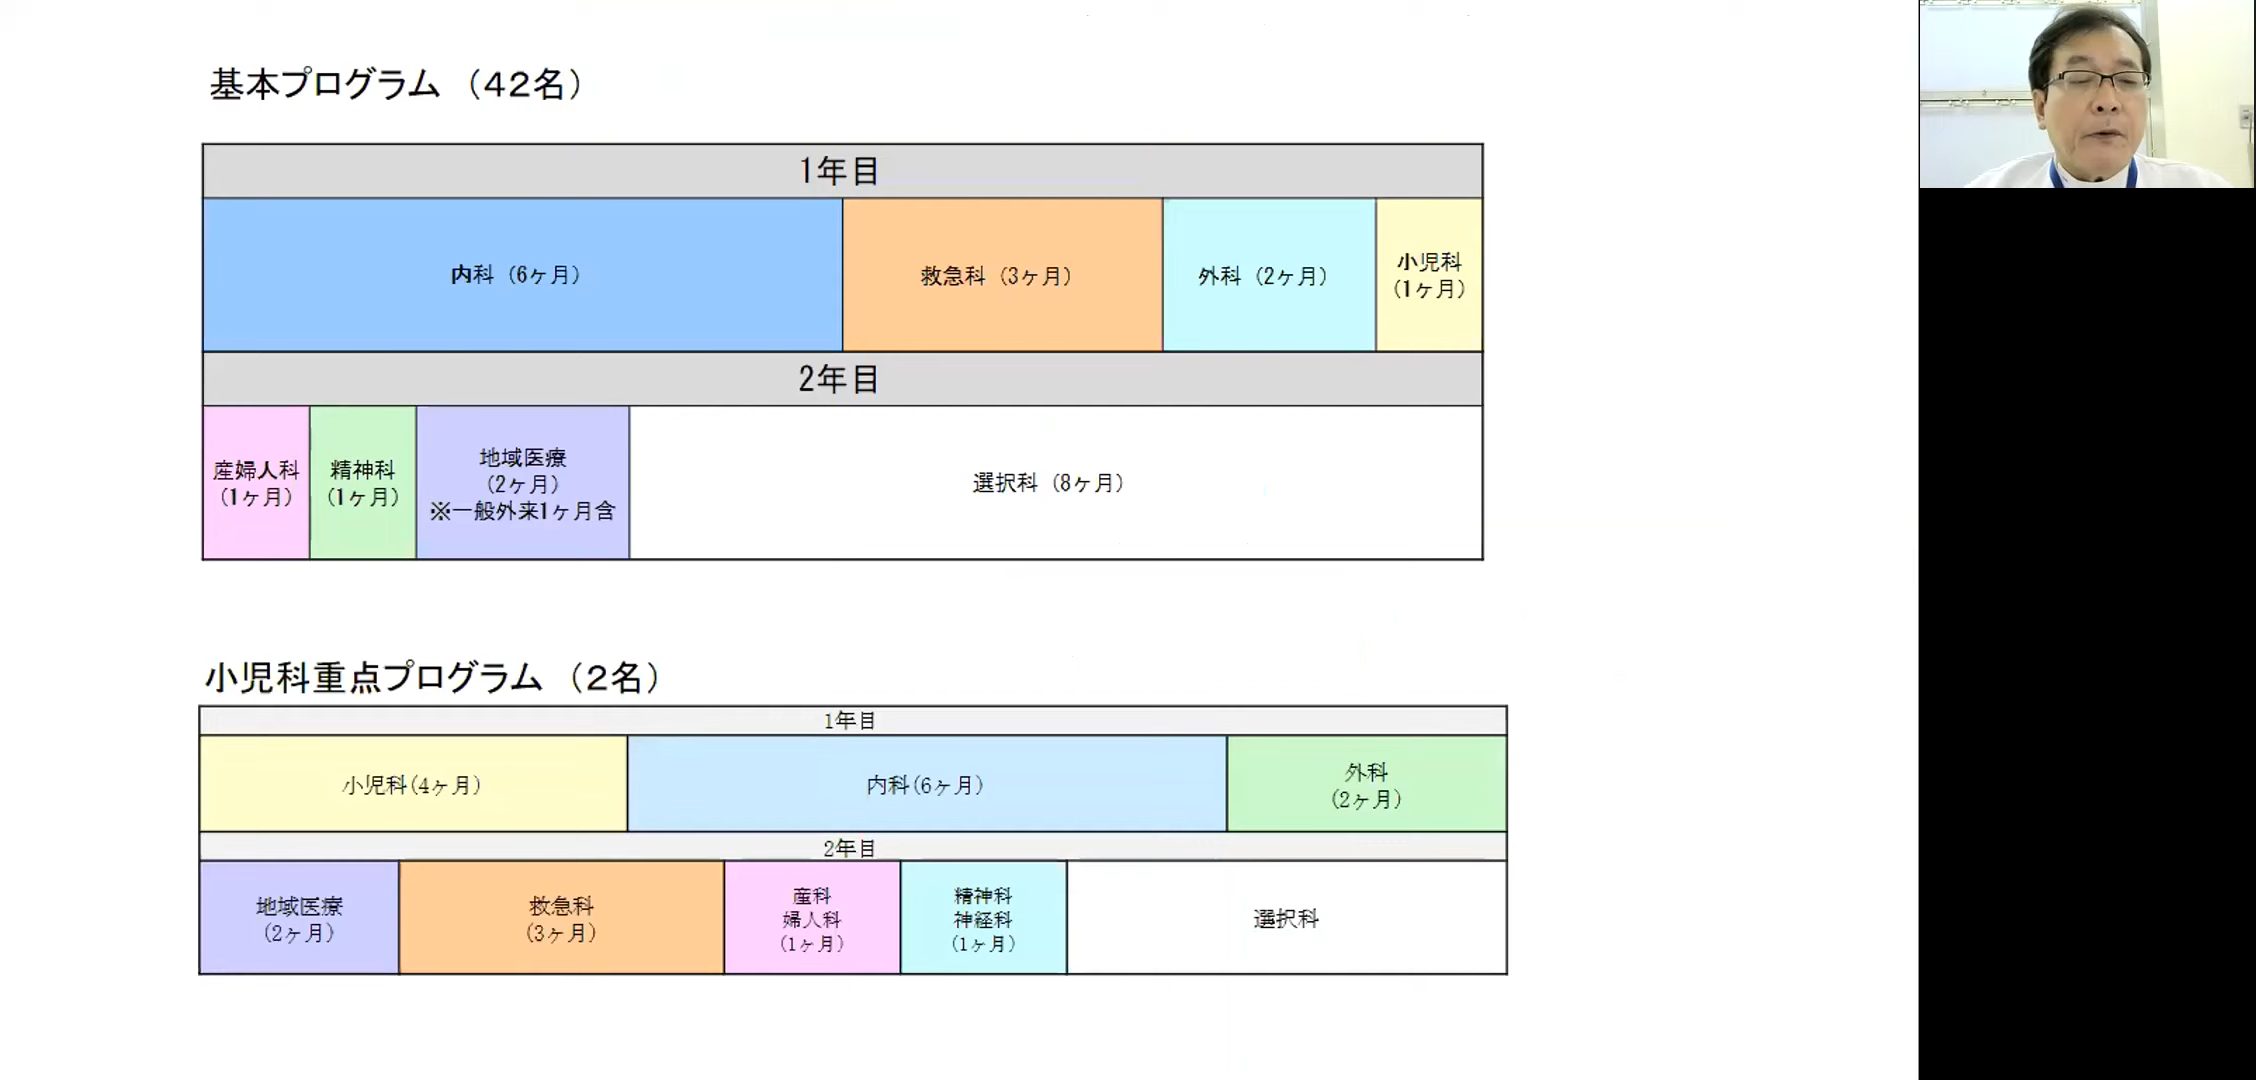 基本プログラム（４２名）
1年目
内科（6ヶ月）
救急科（3ヶ月）
外科（2ヶ月）
小児科
（1ヶ月）
2年目
産婦人科
（1ヶ月）
精神科
（1ヶ月）
地域医療
（2ヶ月）
※一般外来1ヶ月含
選択科（8ヶ月）
小児科重点プログラム（２名）
1年目
小児科(4ヶ月)
内科(6ヶ月)
外科
(2ヶ月)
2年目
地域医療
(2ヶ月)
救急科
(3ヶ月)
産科
婦人科
(1ヶ月)
精神科
神経科
(1ヶ月)
選択科